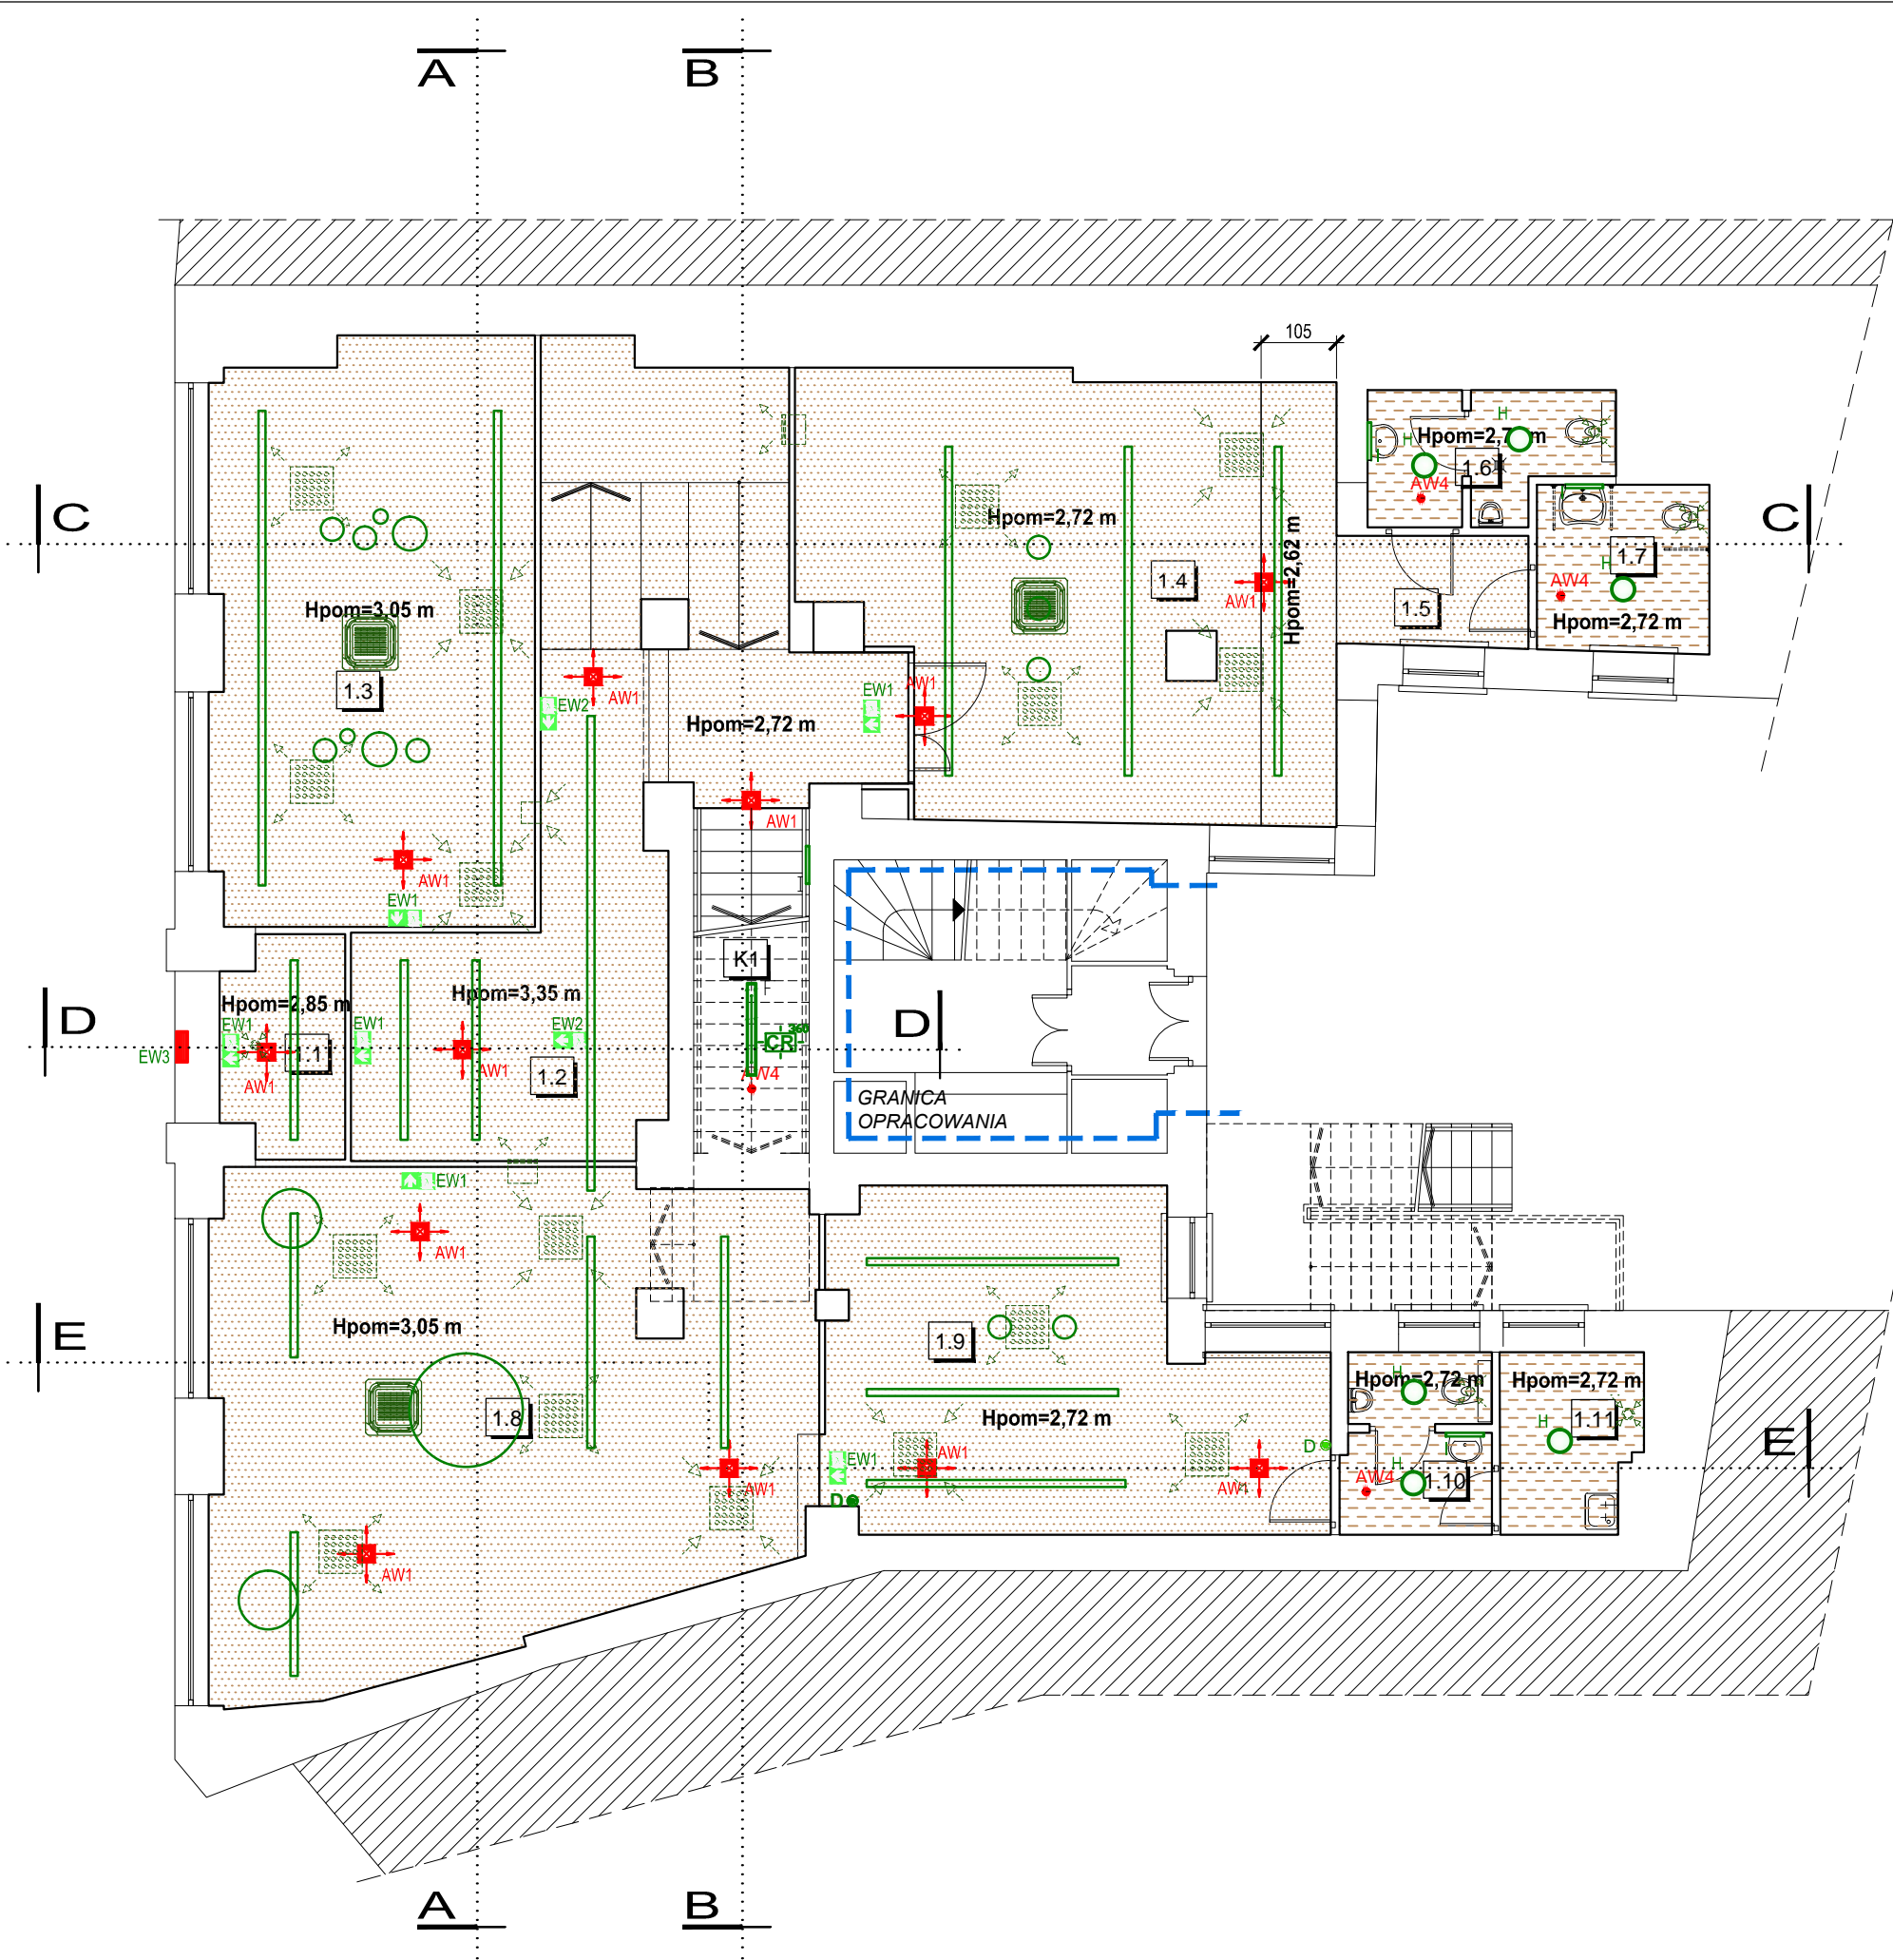 A
B
105
C
Hpom=2,72 m
C
H
H
Hpom=2,7 m
1.6
AW4
Hpom=2,62 m
1.7
H
AW4
1.4
AW1
1.5
Hpom=3,05 m
Hpom=2,72 m
1.3
EW2
AW1
Hpom=2,72 m
EW1
AW1
AW1
AW1
EW1
K1
Hpom=2,85 m
Hpom=3,35 m
D
EW1
EW1
EW2
360
CR
D
EW3
1.1
AW1
AW1
1.2
AW4
GRANICA
OPRACOWANIA
EW1
AW1
E
Hpom=3,05 m
1.9
1.8
Hpom=2,72 m
H
Hpom=2,72 m
Hpom=2,72 m
1.11
H
E
D
EW1
AW1
AW1
AW1
D
H
AW4
1.10
AW1
A
B